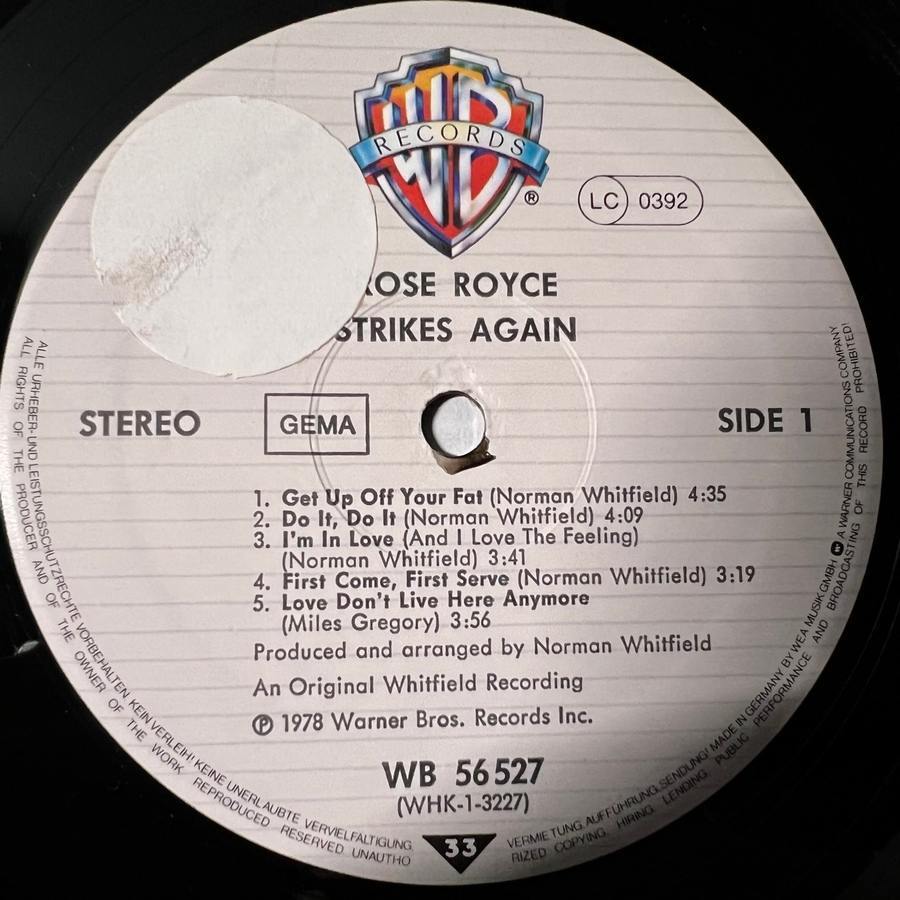 WB
RECORDS
®
LC 0392
ROSE ROYCE
STRIKES AGAIN
STEREO
GEMA
SIDE 1
1. Get Up Off Your Fat (Norman Whitfield) 4:35
2. Do It, Do It (Norman Whitfield) 4:09
3. I'm In Love (And I Love The Feeling)
(Norman Whitfield) 3:41
4. First Come, First Serve (Norman Whitfield) 3:19
5. Love Don't Live Here Anymore
(Miles Gregory) 3:56
Produced and arranged by Norman Whitfield
An Original Whitfield Recording
℗ 1978 Warner Bros. Records Inc.
WB 56 527
(WHK-1-3227)
33
ALLE URHEBER- UND LEISTUNGSSCHUTZRECHTE VORBEHALTEN. KEIN VERLEIH! KEINE UNERLAUBTE VERVIELFÄLTIGUNG, VERMIETUNG, AUFFÜHRUNG, SENDUNG! MADE IN GERMANY BY WEA MUSIK GMBH A WARNER COMMUNICATIONS COMPANY
ALL RIGHTS OF THE PRODUCER AND OF THE OWNER OF THE WORK REPRODUCED RESERVED UNAUTHORIZED COPYING, HIRING, LENDING, PUBLIC PERFORMANCE AND BROADCASTING OF THIS RECORD PROHIBITED!